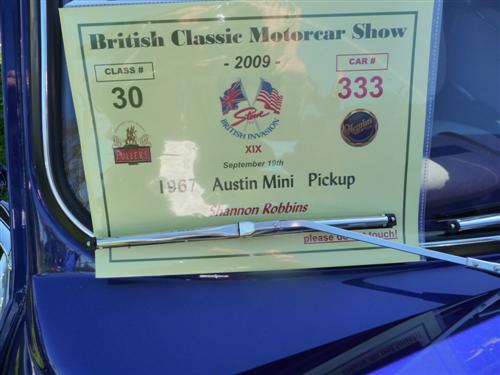 British Classic Motorcar Show
- 2009 -
CLASS #
CAR #
30
333
Stowe
BRITISH INVASION
XIX
FULLER'S
September 19th
1967 Austin Mini Pickup
Shannon Robbins
please do not touch!